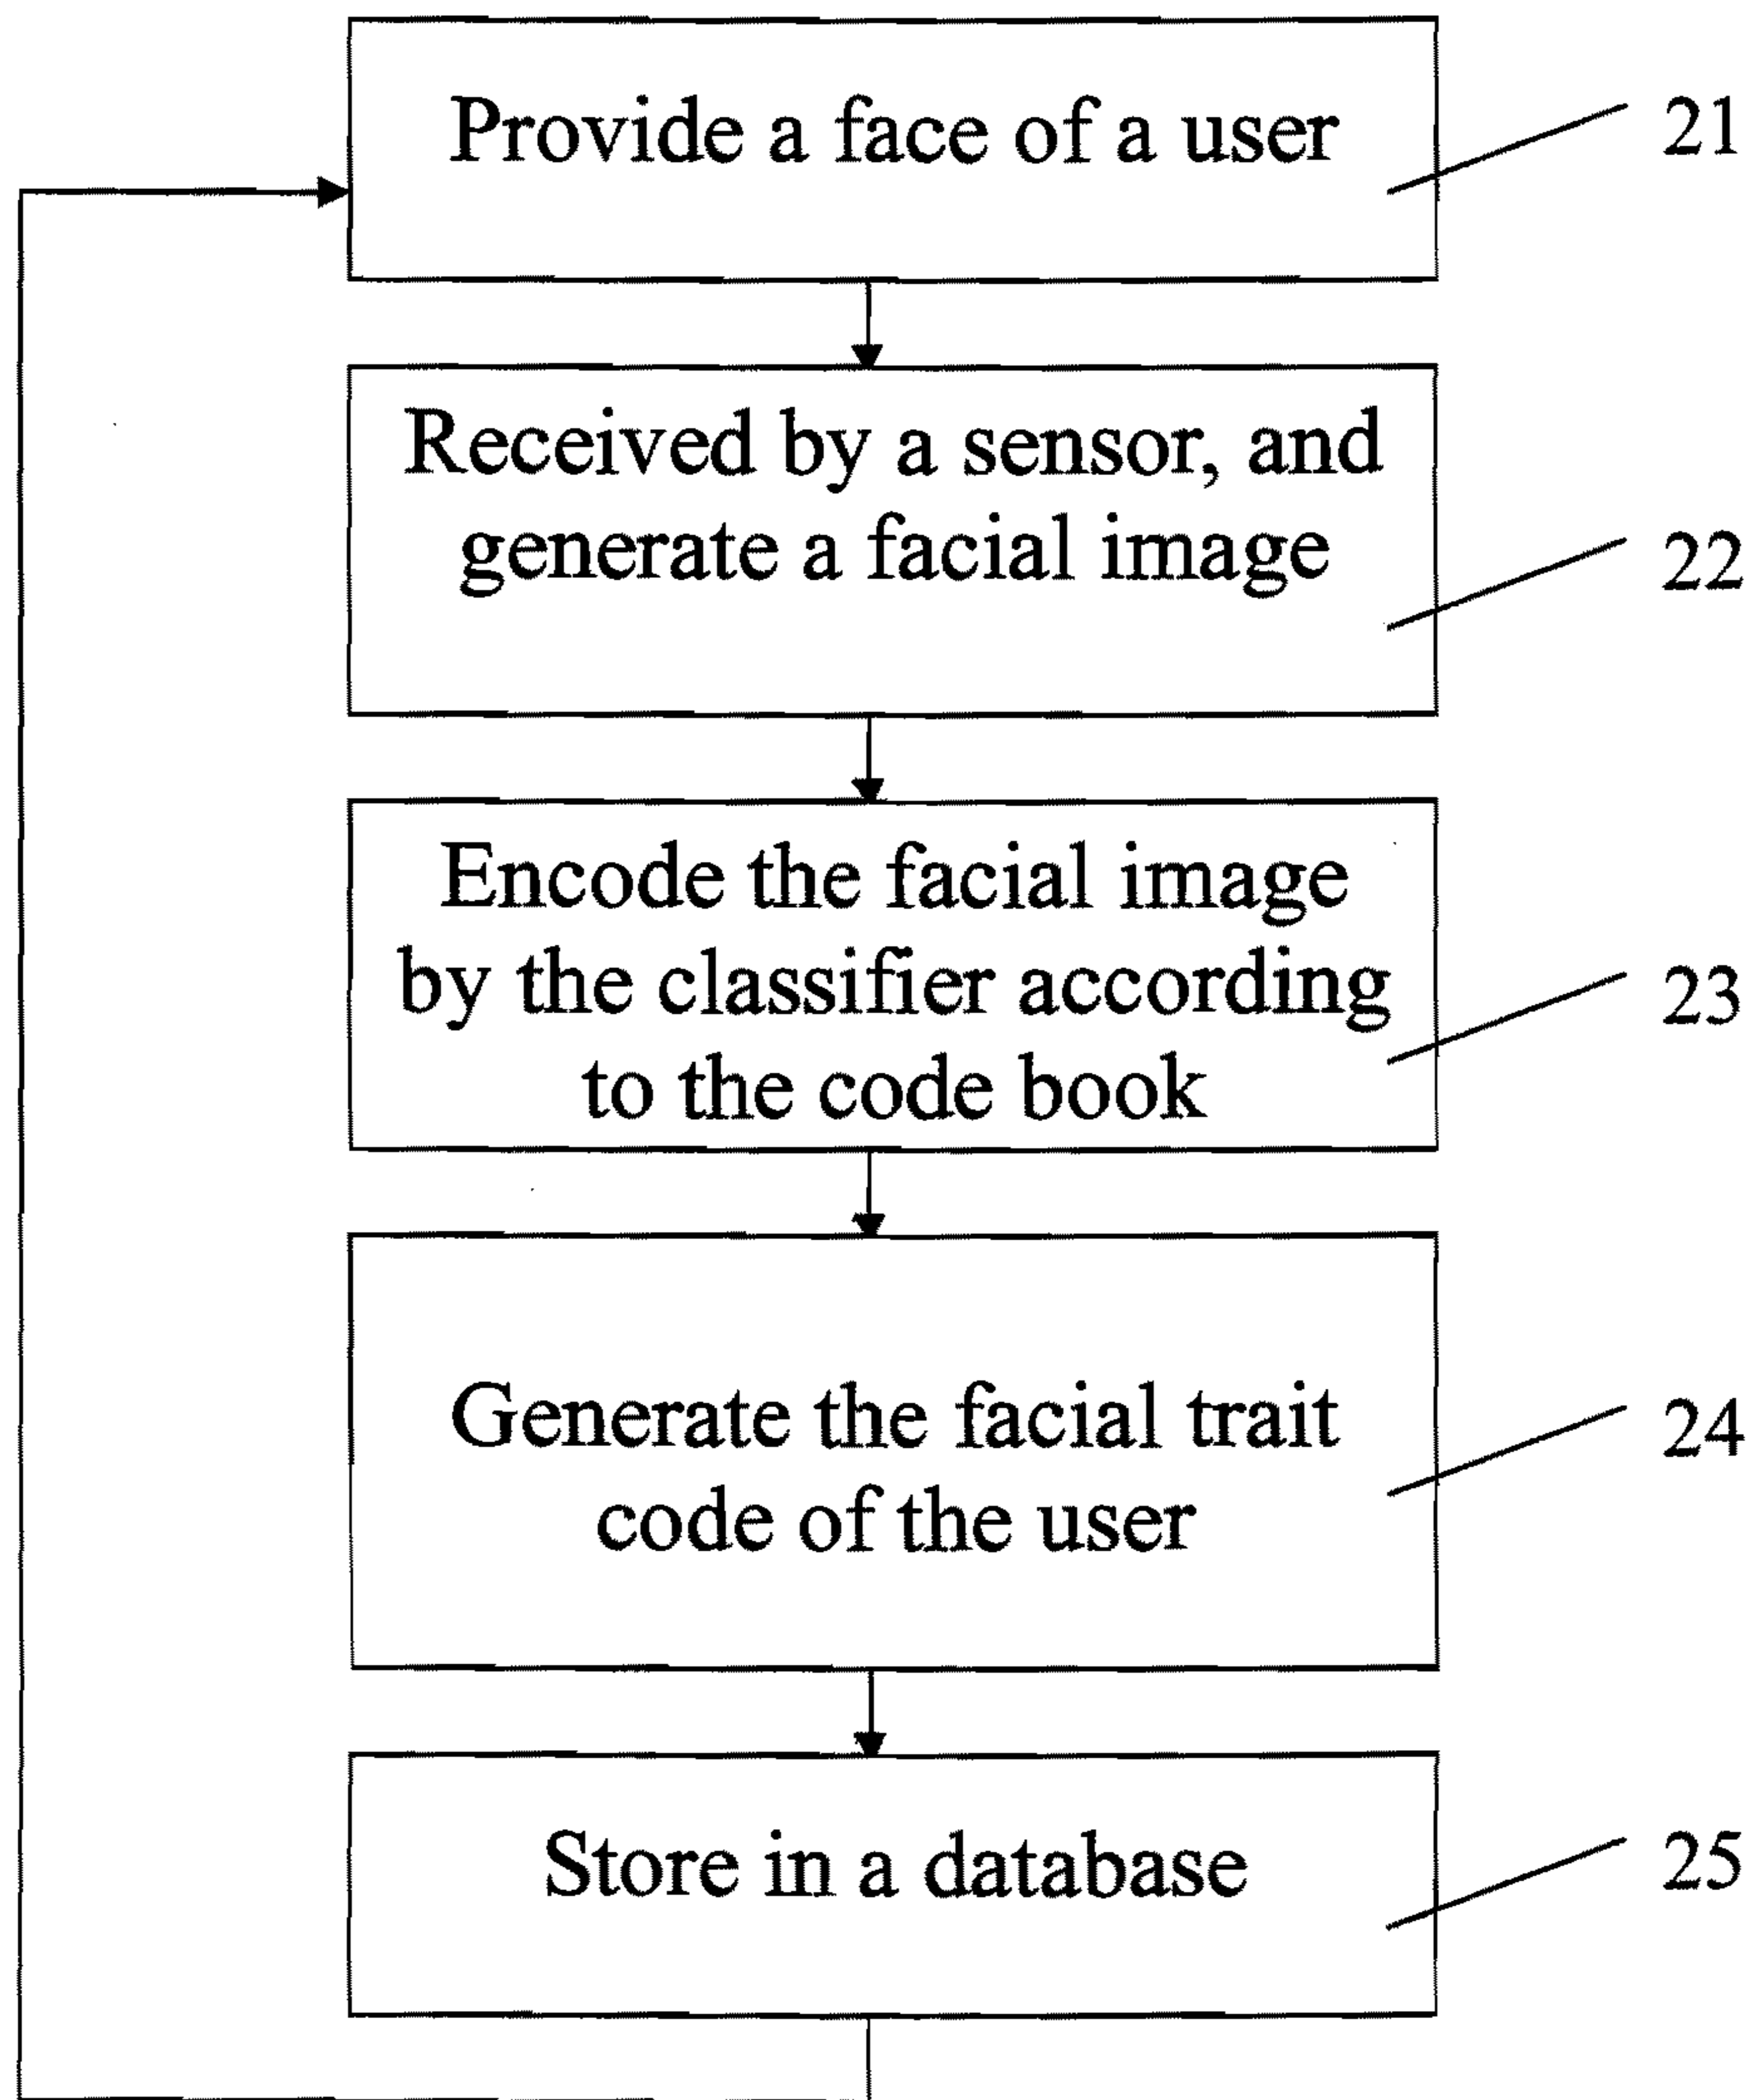 Provide a face of a user
21
Received by a sensor, and
generate a facial image
22
Encode the facial image
by the classifier according
to the code book
23
Generate the facial trait
code of the user
24
Store in a database
25